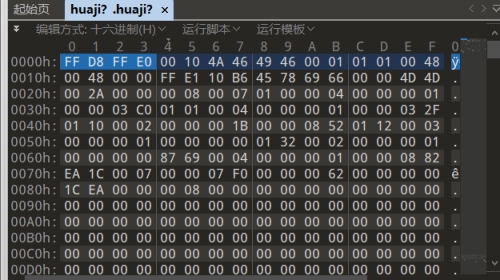 起始页 huaji? .huaji? ×
编辑方式: 十六进制(H) 运行脚本 运行模板
0 1 2 3 4 5 6 7 8 9 A B C D E F 0
0000h: FF D8 FF E0 00 10 4A 46 49 46 00 01 01 01 00 48 ÿ
0010h: 00 48 00 00 FF E1 10 B6 45 78 69 66 00 00 4D 4D .
0020h: 00 2A 00 00 00 08 00 07 01 00 00 04 00 00 00 01 .
0030h: 00 00 03 C0 01 01 00 04 00 00 00 01 00 00 03 2F .
0040h: 01 10 00 02 00 00 00 1B 00 00 08 52 01 12 00 03 .
0050h: 00 00 00 01 00 00 00 00 01 32 00 02 00 00 00 01 .
0060h: 00 00 00 00 87 69 00 04 00 00 00 01 00 00 08 82 .
0070h: EA 1C 00 07 00 00 07 F0 00 00 00 62 00 00 00 00 ê
0080h: 1C EA 00 00 00 08 00 00 00 00 00 00 00 00 00 00 .
0090h: 00 00 00 00 00 00 00 00 00 00 00 00 00 00 00 00 .
00A0h: 00 00 00 00 00 00 00 00 00 00 00 00 00 00 00 00 .
00B0h: 00 00 00 00 00 00 00 00 00 00 00 00 00 00 00 00 .
00C0h: 00 00 00 00 00 00 00 00 00 00 00 00 00 00 00 00 .
00D0h: 00 00 00 00 00 00 00 00 00 00 00 00 00 00 00 00 .